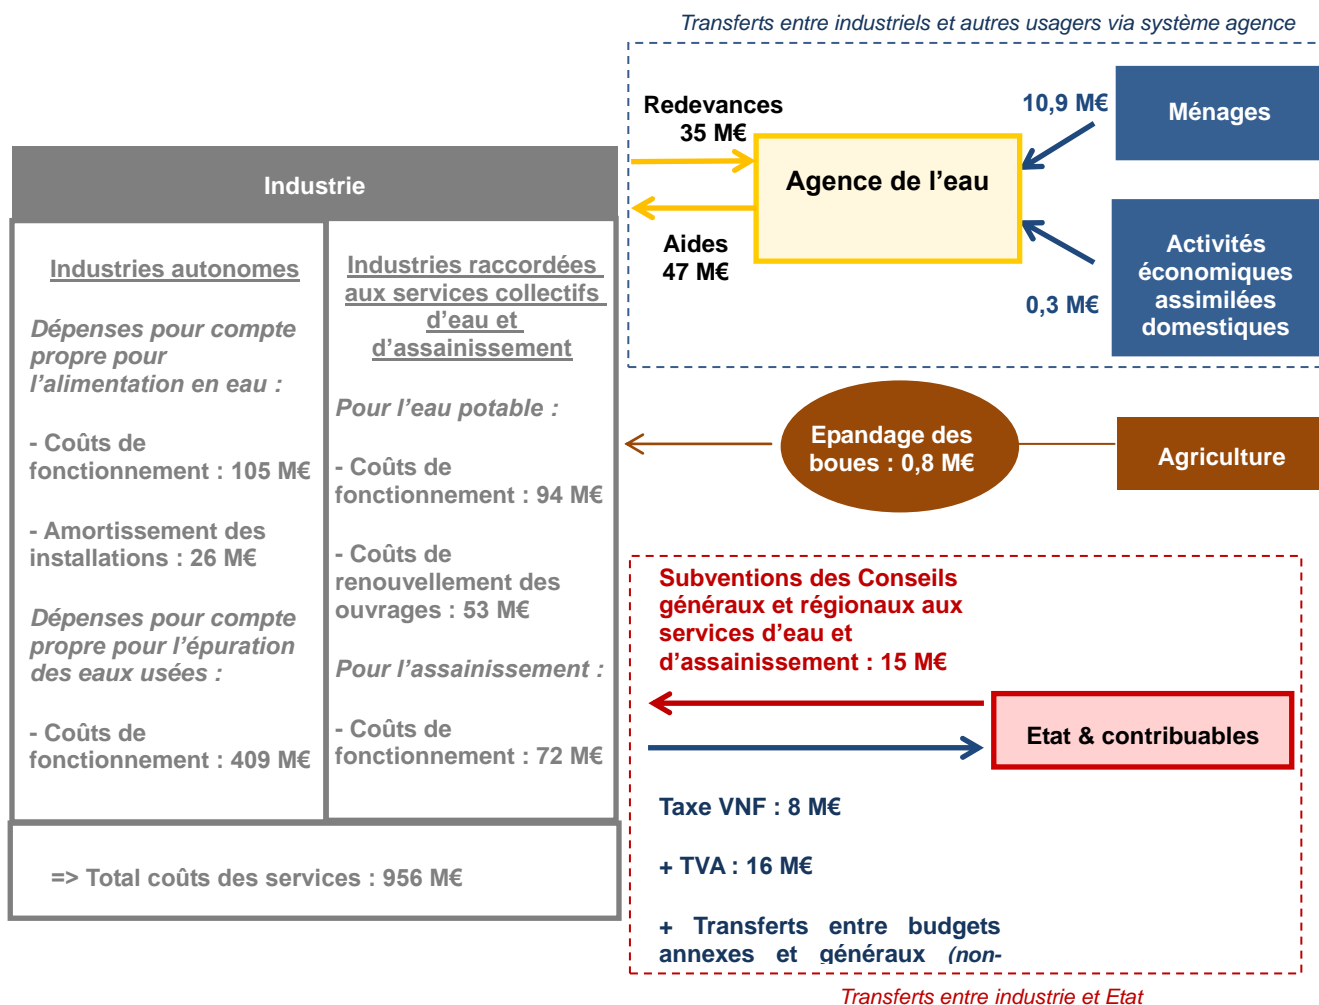 Transferts entre industriels et autres usagers via système agence
Redevances
35 M€
Aides
47 M€
Agence de l’eau
10,9 M€
0,3 M€
Ménages
Activités
économiques
assimilées
domestiques
Industrie
Industries autonomes
Dépenses pour compte
propre pour
l’alimentation en eau :
- Coûts de
fonctionnement : 105 M€
- Amortissement des
installations : 26 M€
Dépenses pour compte
propre pour l’épuration
des eaux usées :
- Coûts de
fonctionnement : 409 M€
Industries raccordées
aux services collectifs
d’eau et
d’assainissement
Pour l’eau potable :
- Coûts de
fonctionnement : 94 M€
- Coûts de
renouvellement des
ouvrages : 53 M€
Pour l’assainissement :
- Coûts de
fonctionnement : 72 M€
=> Total coûts des services : 956 M€
Epandage des
boues : 0,8 M€
Agriculture
Subventions des Conseils
généraux et régionaux aux
services d’eau et
d’assainissement : 15 M€
Etat & contribuables
Taxe VNF : 8 M€
+ TVA : 16 M€
+ Transferts entre budgets
annexes et généraux (non-
Transferts entre industrie et Etat